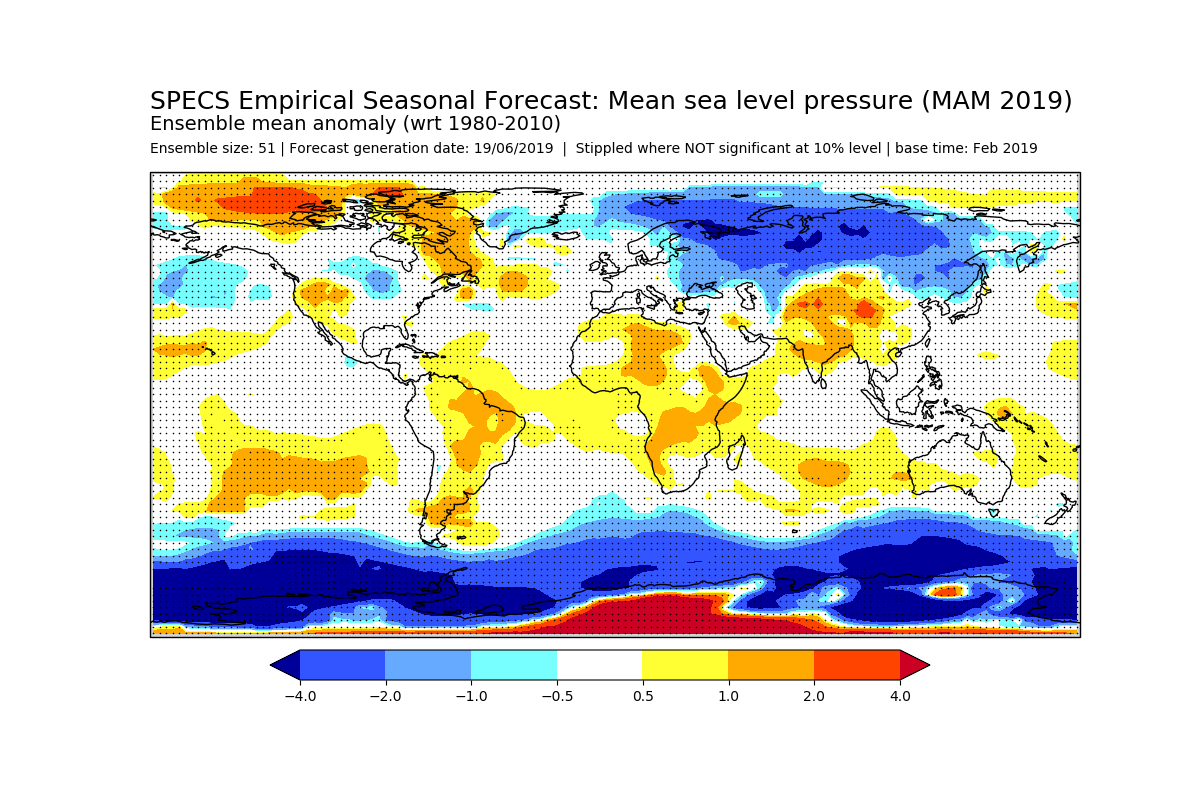 SPECS Empirical Seasonal Forecast: Mean sea level pressure (MAM 2019)
Ensemble mean anomaly (wrt 1980-2010)
Ensemble size: 51 | Forecast generation date: 19/06/2019 | Stippled where NOT significant at 10% level | base time: Feb 2019
−4.0 −2.0 −1.0 −0.5 0.5 1.0 2.0 4.0